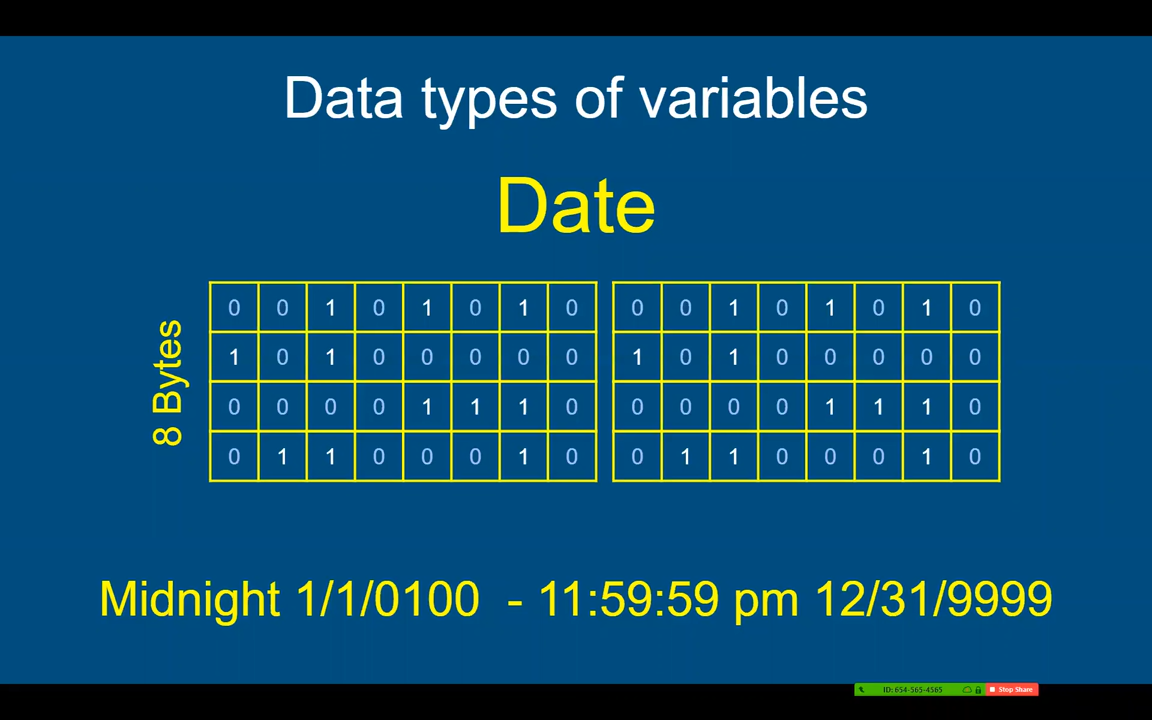 Data types of variables
Date
8 Bytes
0 0 1 0 1 0 1 0 0 0 1 0 1 0 1 0
1 0 1 0 0 0 0 0 1 0 1 0 0 0 0 0
0 0 0 0 1 1 1 0 0 0 0 0 1 1 1 0
0 1 1 0 0 0 1 0 0 1 1 0 0 0 1 0
Midnight 1/1/0100 - 11:59:59 pm 12/31/9999
ID: 654-565-4565 Stop Share